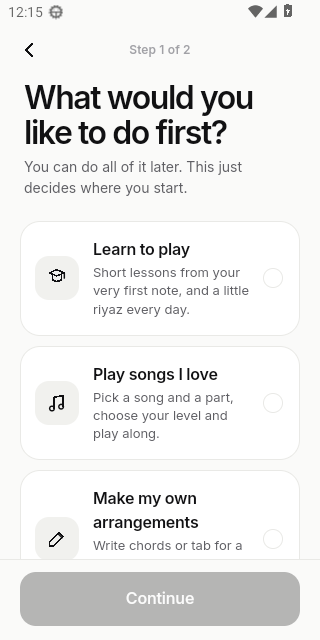 12:15
Step 1 of 2
What would you
like to do first?
You can do all of it later. This just
decides where you start.
Learn to play
Short lessons from your
very first note, and a little
riyaz every day.
Play songs I love
Pick a song and a part,
choose your level and
play along.
Make my own
arrangements
Write chords or tab for a
Continue